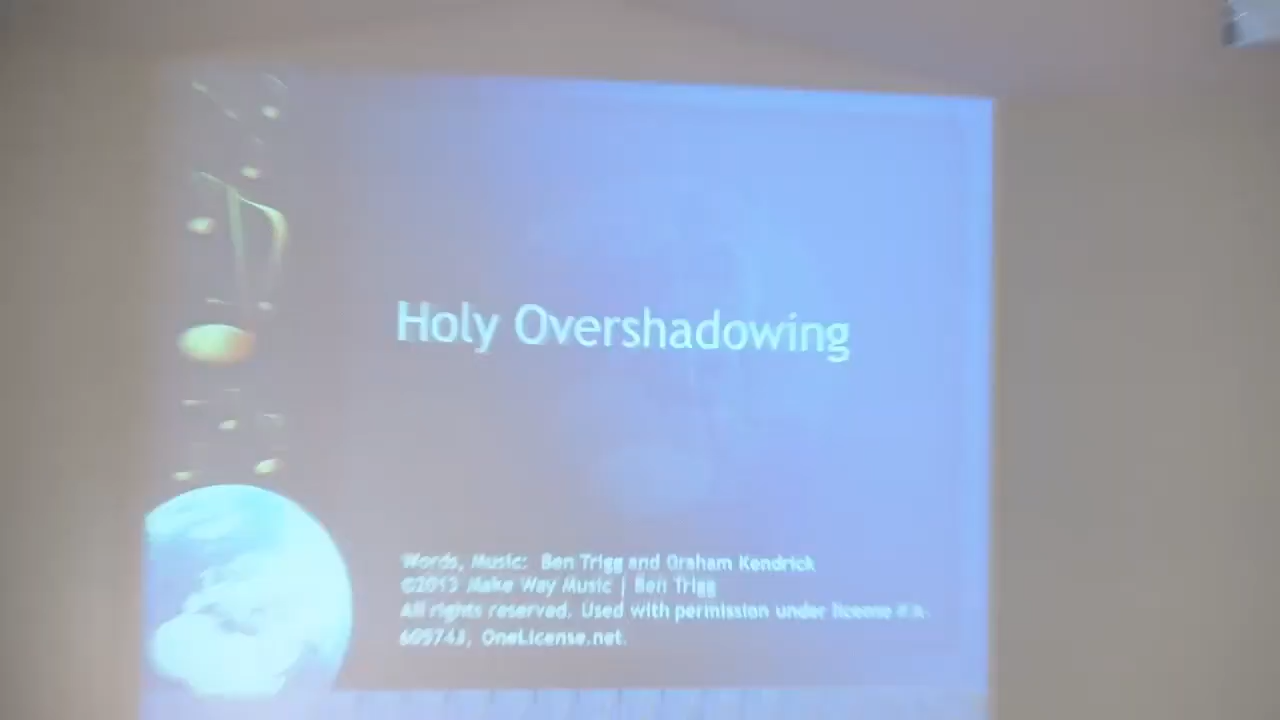 Holy Overshadowing
Words, Music: Ben Trigg and Graham Kendrick
©2013 Make Way Music | Ben Trigg
All rights reserved. Used with permission under license
OneLicense.net.